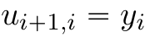 u_{i+1,i} = y_i